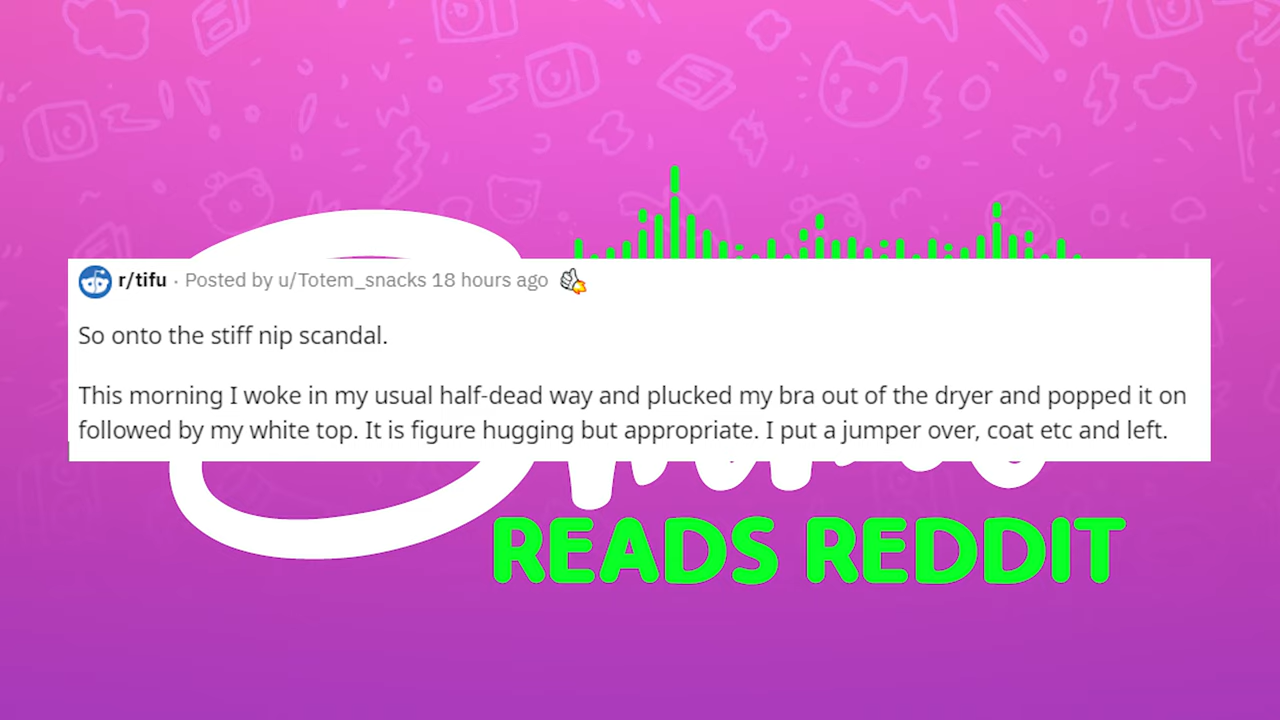 r/tifu · Posted by u/Totem_snacks 18 hours ago
So onto the stiff nip scandal.
This morning I woke in my usual half-dead way and plucked my bra out of the dryer and popped it on
followed by my white top. It is figure hugging but appropriate. I put a jumper over, coat etc and left.
READS REDDIT